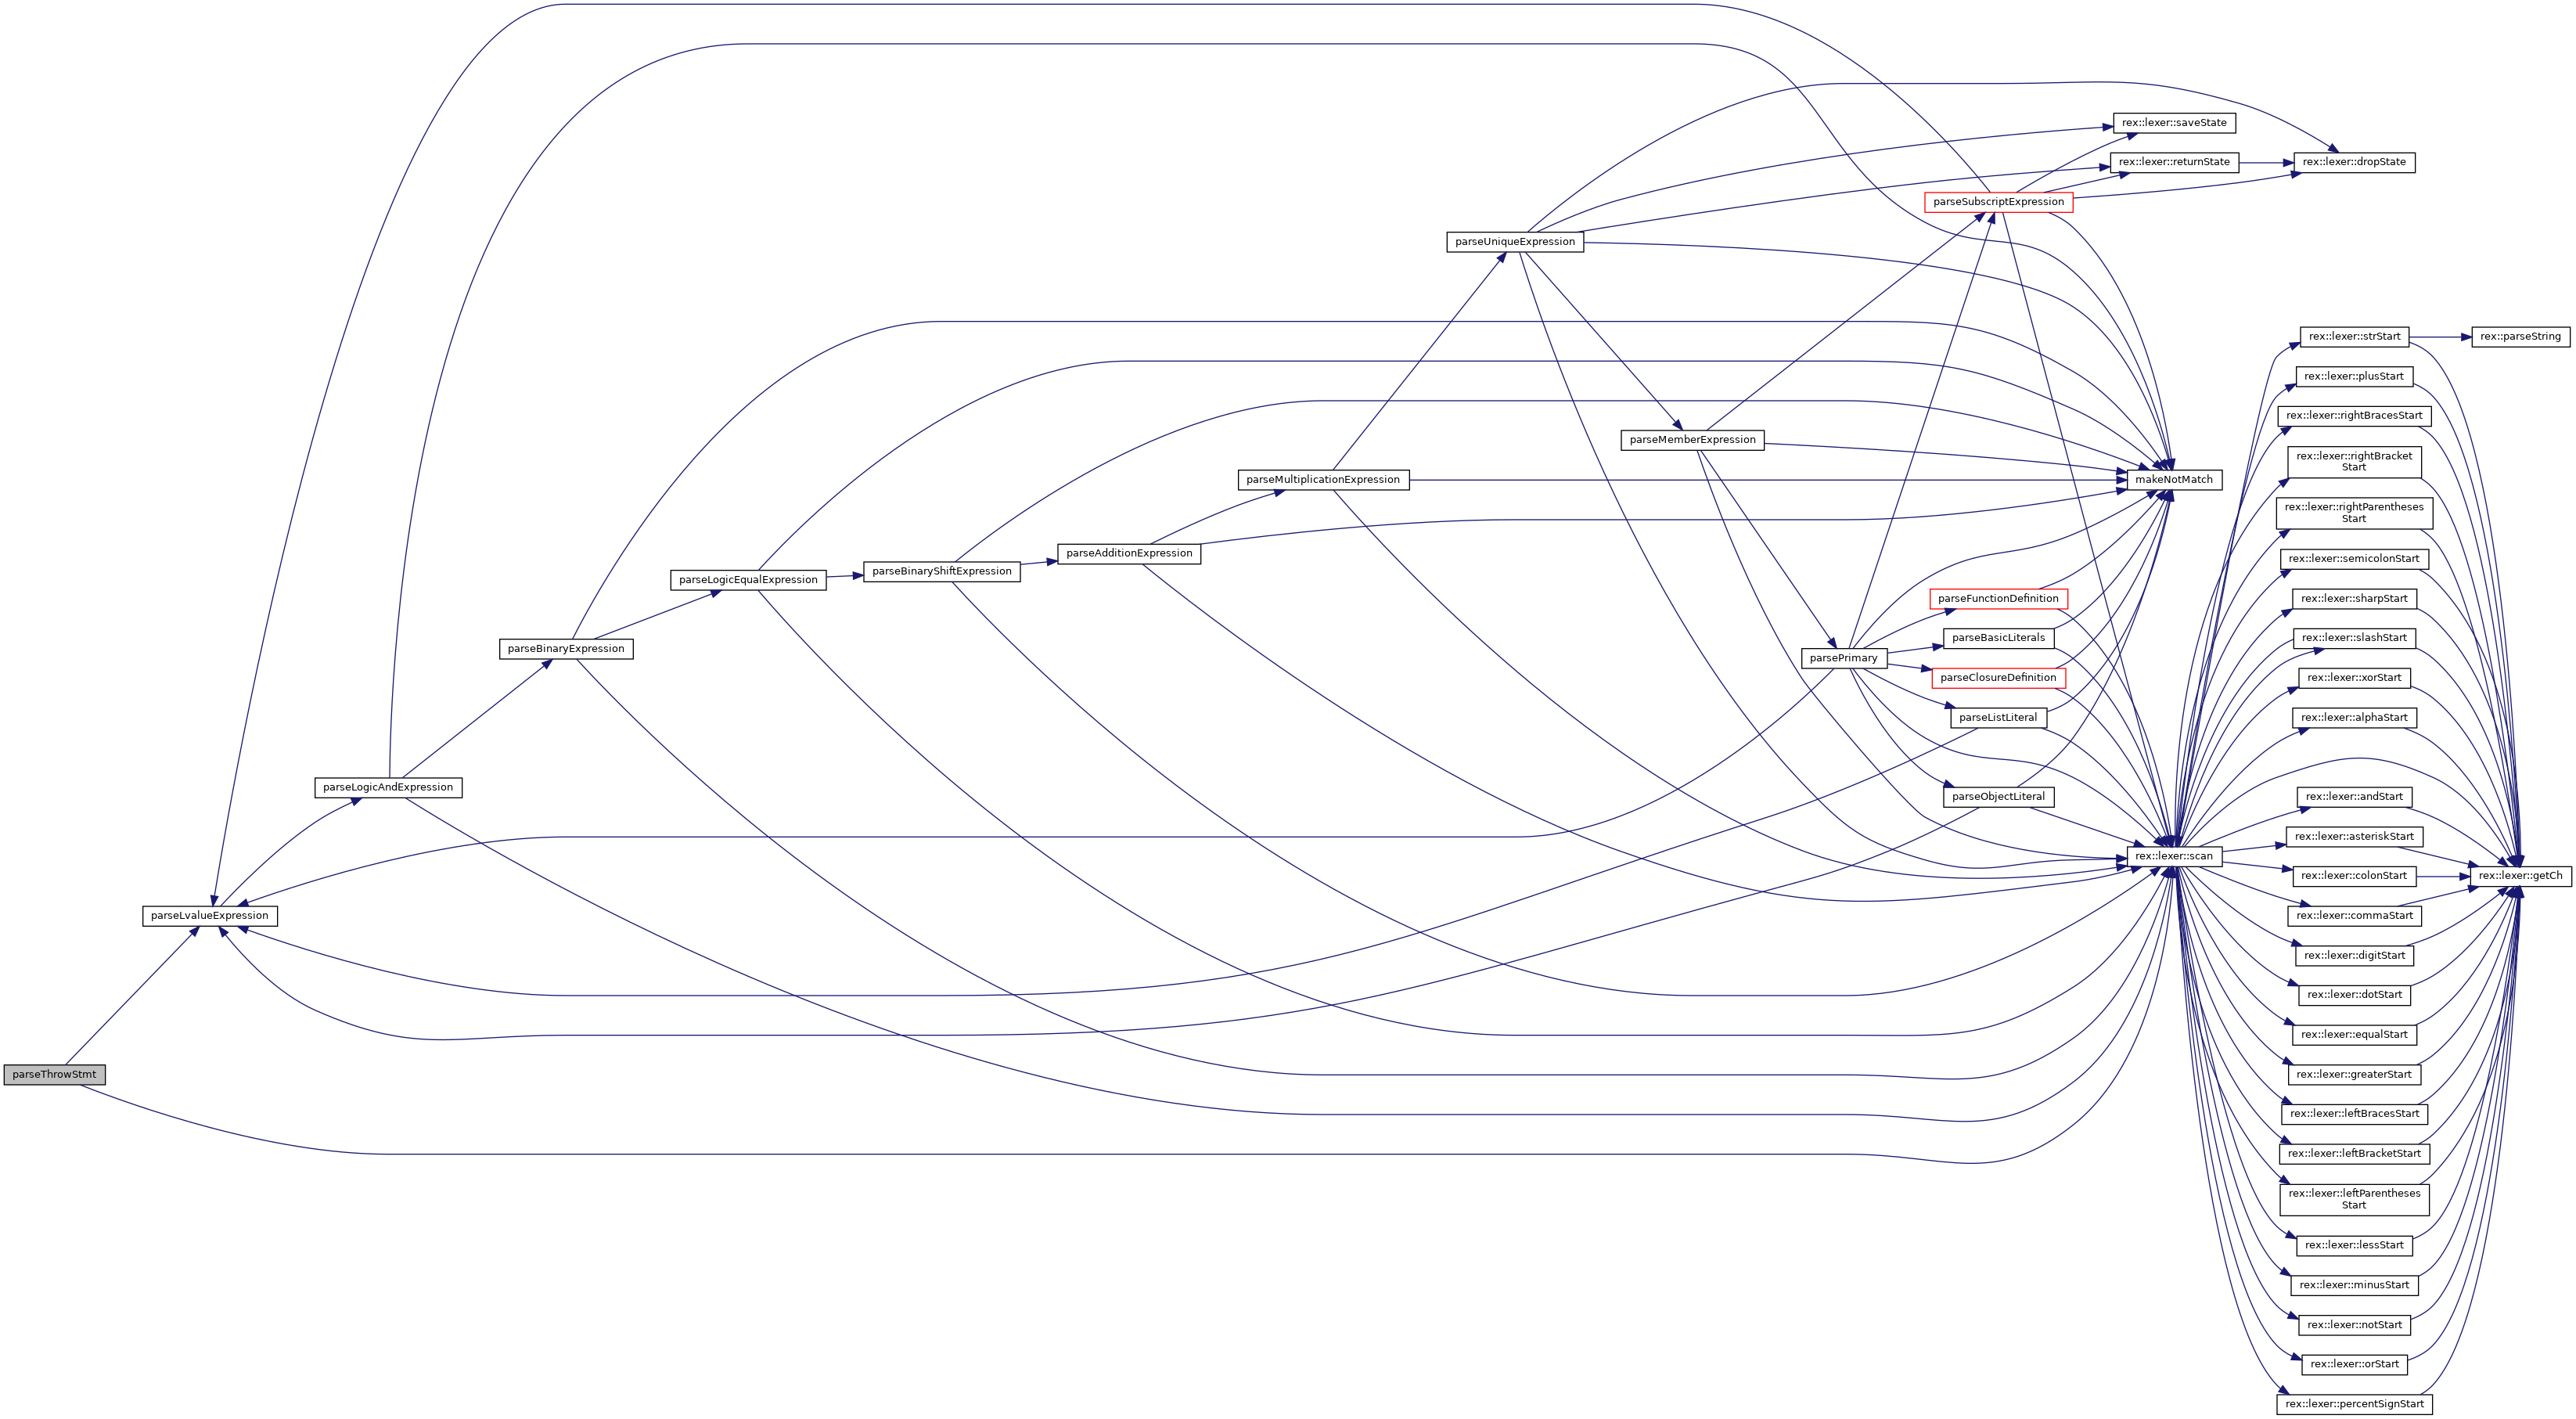 rex::lexer::saveState
rex::lexer::returnState
rex::lexer::dropState
parseSubscriptExpression
parseUniqueExpression
rex::lexer::strStart
rex::parseString
rex::lexer::plusStart
rex::lexer::rightBracesStart
parseMemberExpression
rex::lexer::rightBracket
Start
parseMultiplicationExpression
makeNotMatch
rex::lexer::rightParentheses
Start
parseAdditionExpression
rex::lexer::semicolonStart
parseBinaryShiftExpression
parseLogicEqualExpression
parseFunctionDefinition
rex::lexer::sharpStart
parseBasicLiterals
rex::lexer::slashStart
parseBinaryExpression
parsePrimary
parseClosureDefinition
rex::lexer::xorStart
parseListLiteral
rex::lexer::alphaStart
parseLogicAndExpression
parseObjectLiteral
rex::lexer::andStart
rex::lexer::asteriskStart
rex::lexer::scan
rex::lexer::colonStart
rex::lexer::getCh
parseLvalueExpression
rex::lexer::commaStart
rex::lexer::digitStart
rex::lexer::dotStart
rex::lexer::equalStart
parseThrowStmt
rex::lexer::greaterStart
rex::lexer::leftBracesStart
rex::lexer::leftBracketStart
rex::lexer::leftParentheses
Start
rex::lexer::lessStart
rex::lexer::minusStart
rex::lexer::notStart
rex::lexer::orStart
rex::lexer::percentSignStart